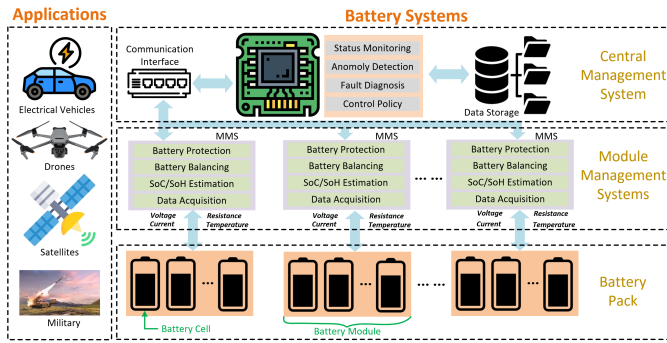 Applications
Electrical Vehicles
Drones
Satellites
Military
Battery Systems
Communication
Interface
Status Monitoring
Anomoly Detection
Fault Diagnosis
Control Policy
Data Storage
Central
Management
System
MMS
Battery Protection
Battery Balancing
SoC/SoH Estimation
Data Acquisition
MMS
Battery Protection
Battery Balancing
SoC/SoH Estimation
Data Acquisition
... ...
MMS
Battery Protection
Battery Balancing
SoC/SoH Estimation
Data Acquisition
Module
Management
Systems
Voltage Resistance
Current Temperature
Voltage Resistance
Current Temperature
Voltage Resistance
Current Temperature
...
...
... ...
...
Battery
Pack
Battery Cell
Battery Module